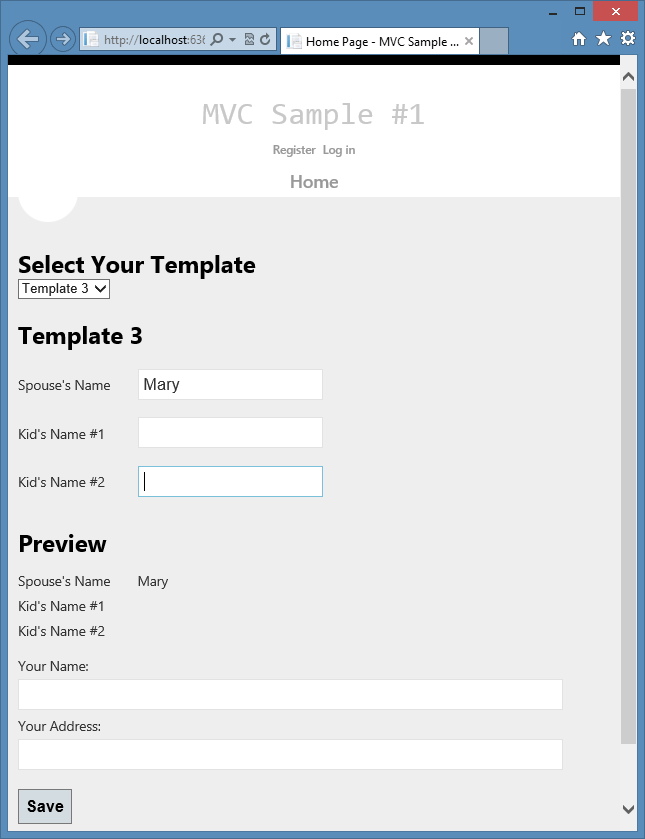 http://localhost:636
Home Page - MVC Sample ...
MVC Sample #1
Register Log in
Home
Select Your Template
Template 3
Template 3
Spouse's Name Mary
Kid's Name #1
Kid's Name #2
Preview
Spouse's Name Mary
Kid's Name #1
Kid's Name #2
Your Name:
Your Address:
Save